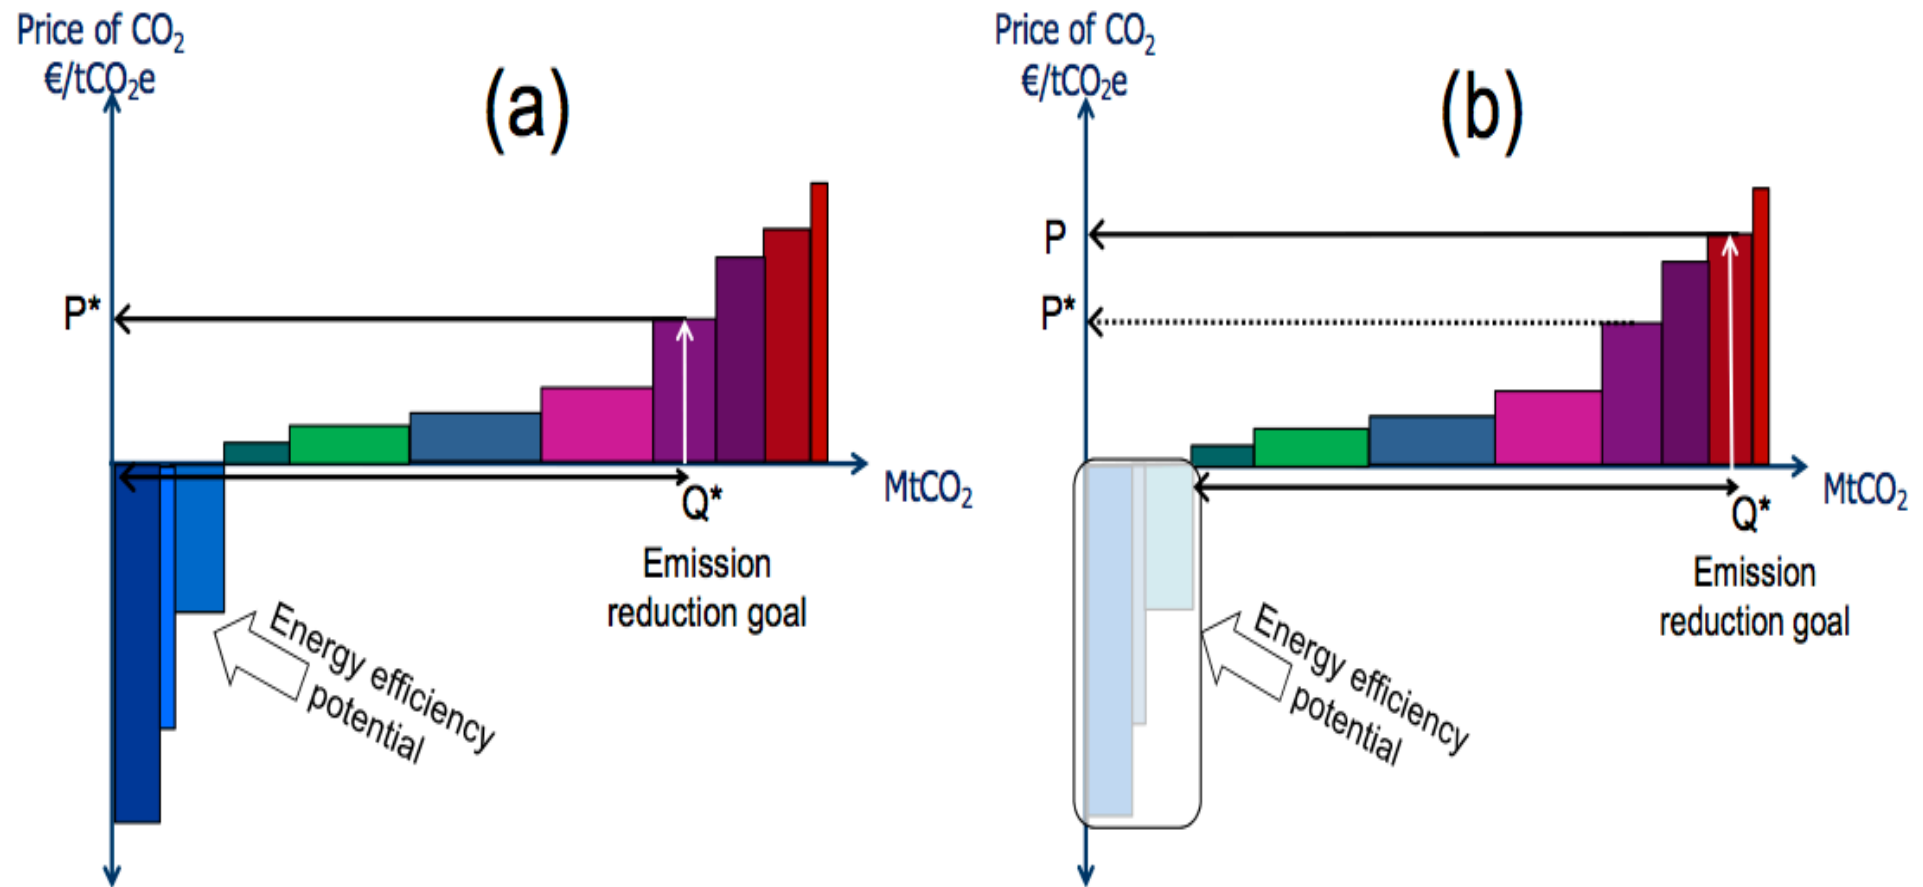 Price of CO₂
€/tCO₂e
(a)
P*
MtCO₂
Q*
Emission
reduction goal
Energy efficiency
potential
Price of CO₂
€/tCO₂e
(b)
P
P*
MtCO₂
Q*
Emission
reduction goal
Energy efficiency
potential